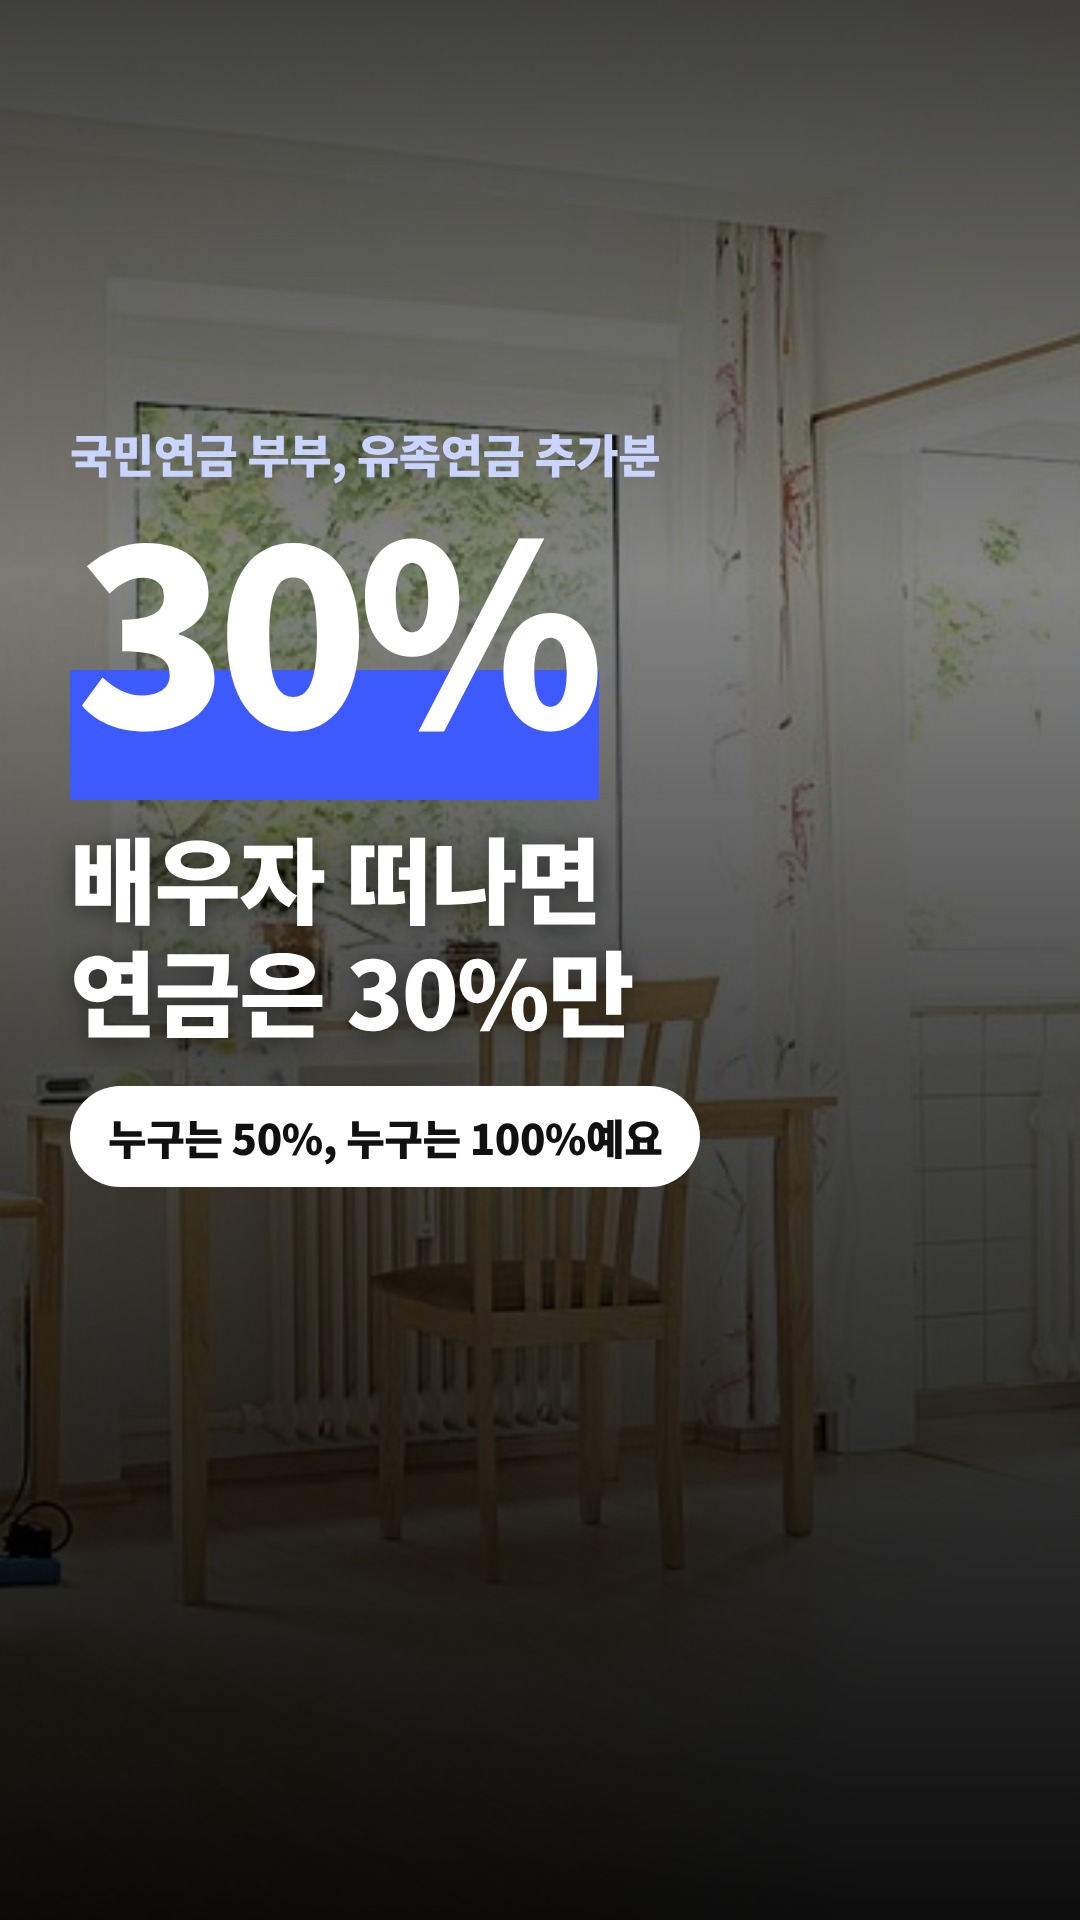 국민연금 부부, 유족연금 추가분
30%
배우자 떠나면
연금은 30%만
누구는 50%, 누구는 100%예요